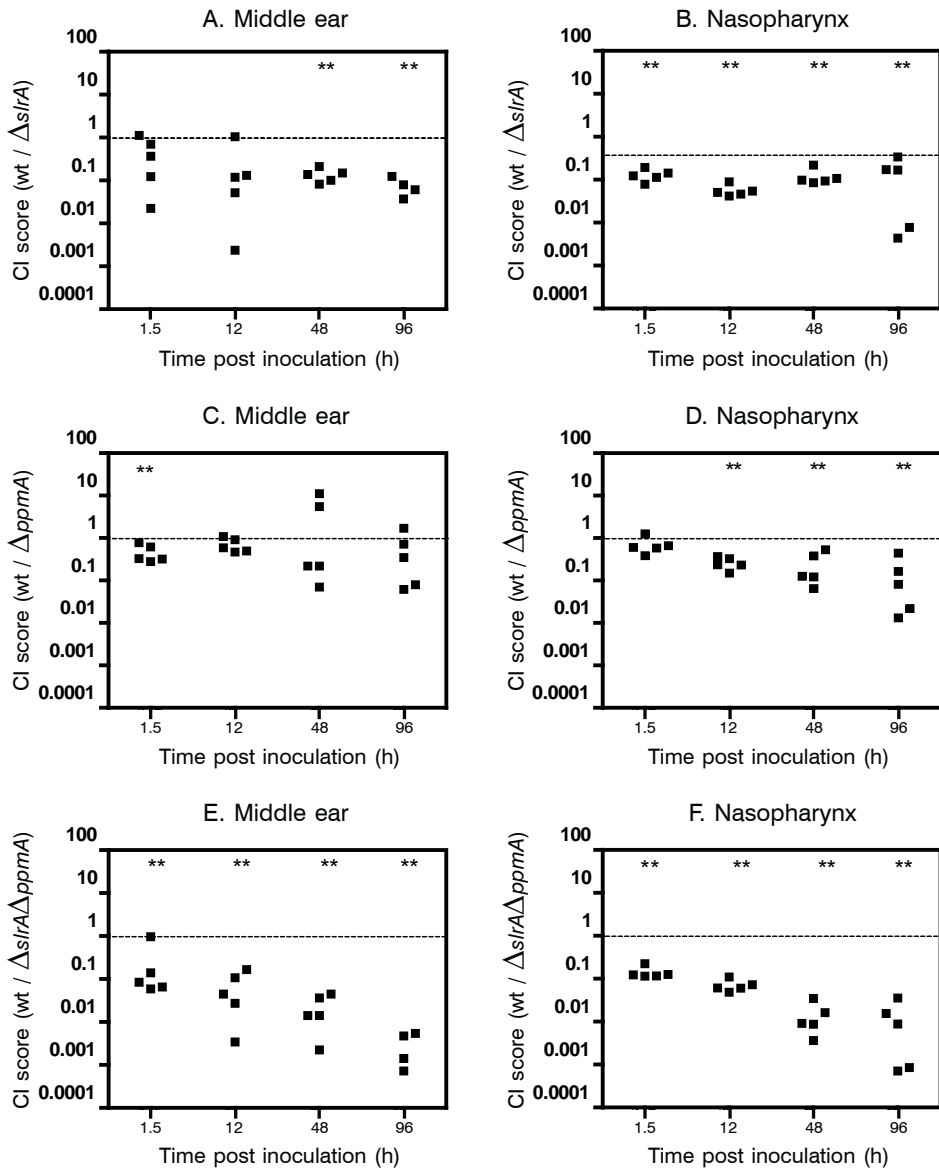 A. Middle ear
CI score (wt / ΔslrA)
100
10
1
0.1
0.01
0.001
0.0001
** **
1.5 12 48 96
Time post inoculation (h)
B. Nasopharynx
CI score (wt / ΔslrA)
100
10
1
0.1
0.01
0.001
0.0001
** ** ** **
1.5 12 48 96
Time post inoculation (h)
C. Middle ear
CI score (wt / ΔppmA)
100
10
1
0.1
0.01
0.001
0.0001
**
1.5 12 48 96
Time post inoculation (h)
D. Nasopharynx
CI score (wt / ΔppmA)
100
10
1
0.1
0.01
0.001
0.0001
** ** **
1.5 12 48 96
Time post inoculation (h)
E. Middle ear
CI score (wt / ΔslrAΔppmA)
100
10
1
0.1
0.01
0.001
0.0001
** ** ** **
1.5 12 48 96
Time post inoculation (h)
F. Nasopharynx
CI score (wt / ΔslrAΔppmA)
100
10
1
0.1
0.01
0.001
0.0001
** ** ** **
1.5 12 48 96
Time post inoculation (h)